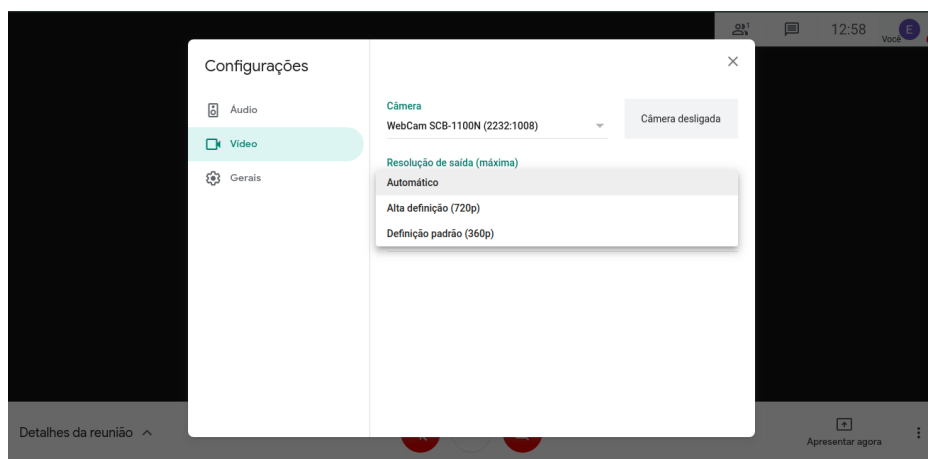 1
12:58
Você
E
Configurações
Áudio
Vídeo
Gerais
Câmera
WebCam SCB-1100N (2232:1008)
Câmera desligada
Resolução de saída (máxima)
Automático
Alta definição (720p)
Definição padrão (360p)
Detalhes da reunião
Apresentar agora